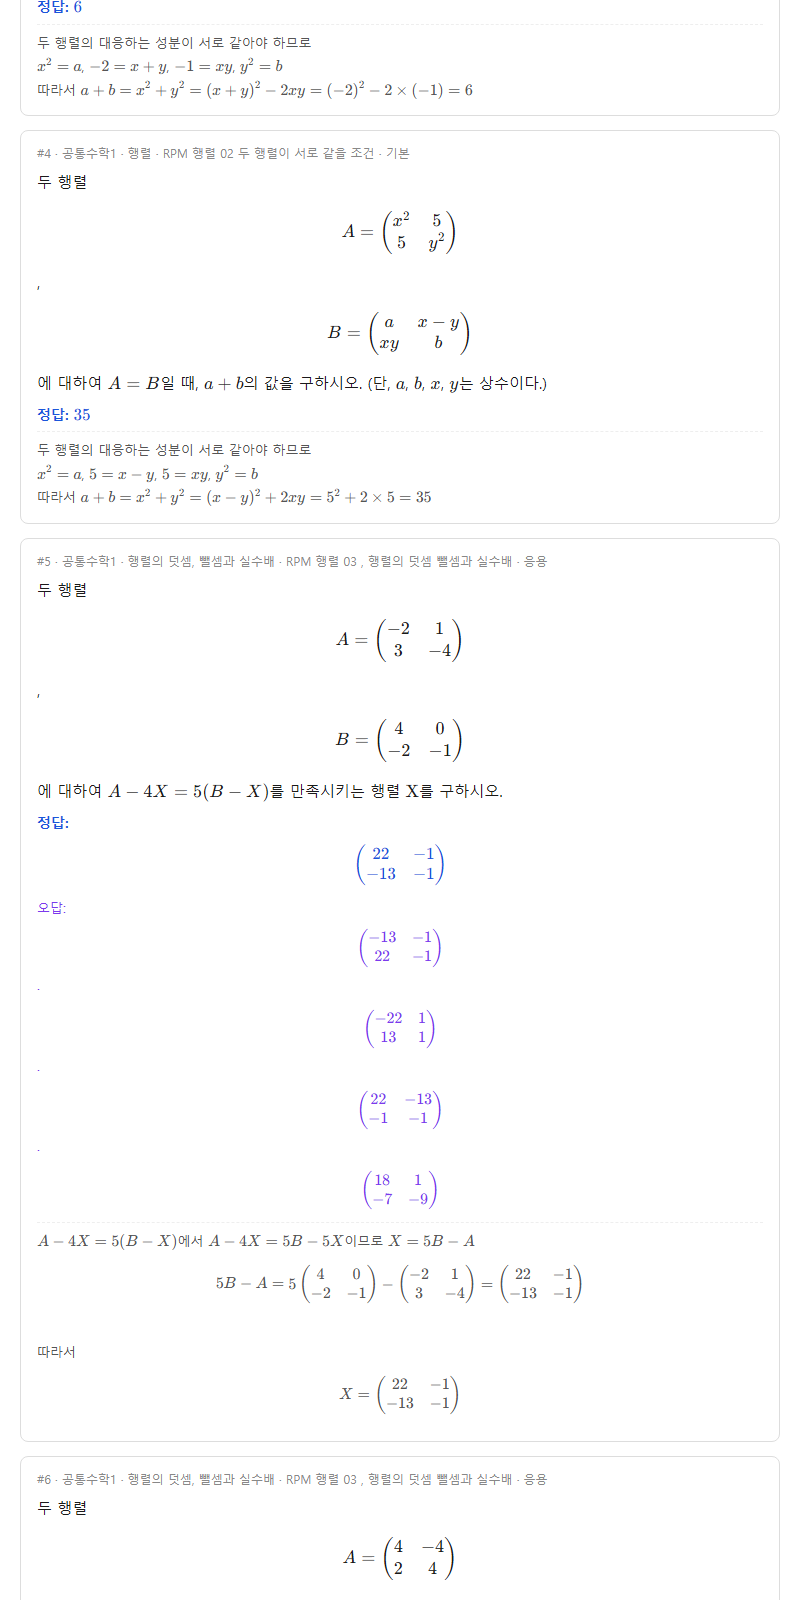 정답: 6
두 행렬의 대응하는 성분이 서로 같아야 하므로
x² = a, −2 = x + y, −1 = xy, y² = b
따라서 a + b = x² + y² = (x + y)² − 2xy = (−2)² − 2 × (−1) = 6
#4 · 공통수학1 · 행렬 · RPM 행렬 02 두 행렬이 서로 같을 조건 · 기본
두 행렬
A = ( x² 5
5 y² )
,
B = ( a x − y
xy b )
에 대하여 A = B일 때, a + b의 값을 구하시오. (단, a, b, x, y는 상수이다.)
정답: 35
두 행렬의 대응하는 성분이 서로 같아야 하므로
x² = a, 5 = x − y, 5 = xy, y² = b
따라서 a + b = x² + y² = (x − y)² + 2xy = 5² + 2 × 5 = 35
#5 · 공통수학1 · 행렬의 덧셈, 뺄셈과 실수배 · RPM 행렬 03 , 행렬의 덧셈 뺄셈과 실수배 · 응용
두 행렬
A = ( −2 1
3 −4 )
,
B = ( 4 0
−2 −1 )
에 대하여 A − 4X = 5(B − X)를 만족시키는 행렬 X를 구하시오.
정답:
( 22 −1
−13 −1 )
오답:
( −13 −1
22 −1 )
·
( −22 1
13 1 )
·
( 22 −13
−1 −1 )
·
( 18 1
−7 −9 )
A − 4X = 5(B − X)에서 A − 4X = 5B − 5X이므로 X = 5B − A
5B − A = 5 ( 4 0
−2 −1 ) − ( −2 1
3 −4 ) = ( 22 −1
−13 −1 )
따라서
X = ( 22 −1
−13 −1 )
#6 · 공통수학1 · 행렬의 덧셈, 뺄셈과 실수배 · RPM 행렬 03 , 행렬의 덧셈 뺄셈과 실수배 · 응용
두 행렬
A = ( 4 −4
2 4 )